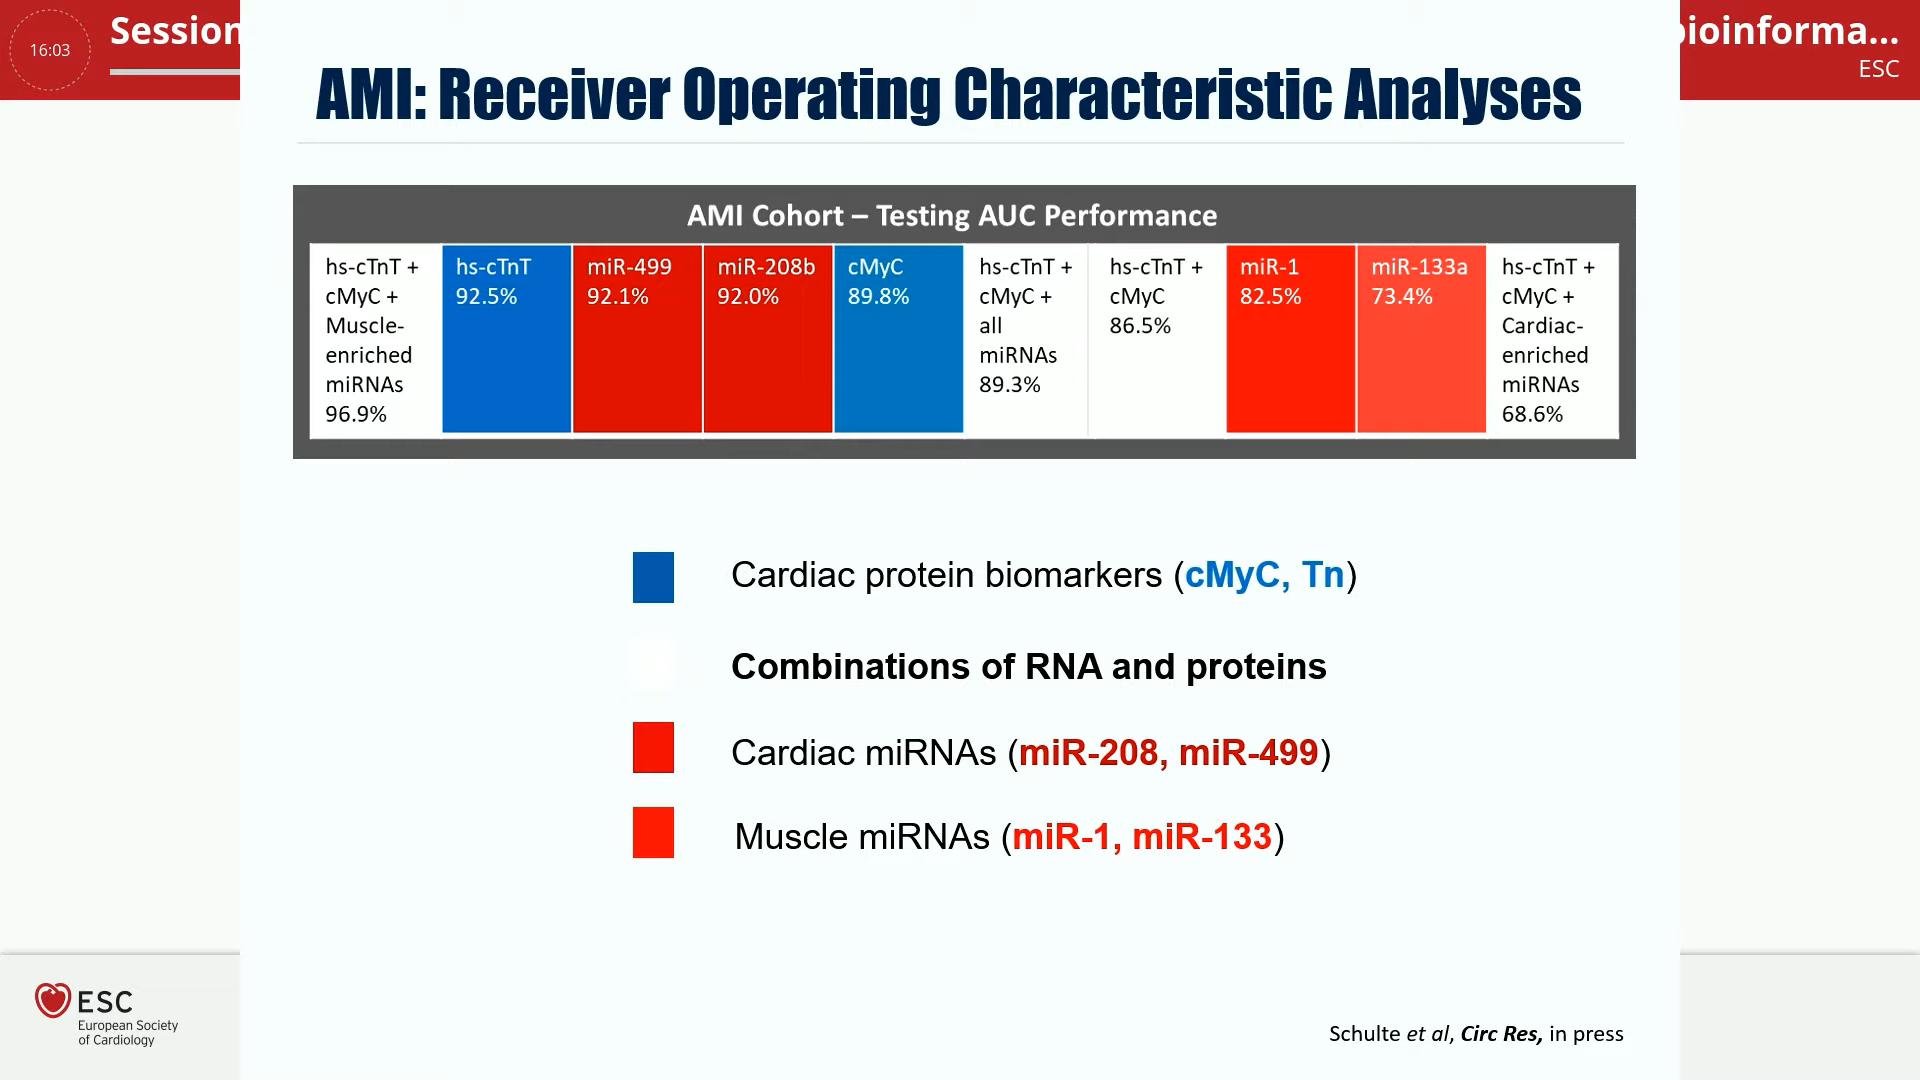 16:03
Session
bioinforma...
ESC
AMI: Receiver Operating Characteristic Analyses
AMI Cohort – Testing AUC Performance
hs-cTnT +
cMyC +
Muscle-
enriched
miRNAs
96.9%
hs-cTnT
92.5%
miR-499
92.1%
miR-208b
92.0%
cMyC
89.8%
hs-cTnT +
cMyC +
all
miRNAs
89.3%
hs-cTnT +
cMyC
86.5%
miR-1
82.5%
miR-133a
73.4%
hs-cTnT +
cMyC +
Cardiac-
enriched
miRNAs
68.6%
Cardiac protein biomarkers (cMyC, Tn)
Combinations of RNA and proteins
Cardiac miRNAs (miR-208, miR-499)
Muscle miRNAs (miR-1, miR-133)
ESC
European Society
of Cardiology
Schulte et al, Circ Res, in press